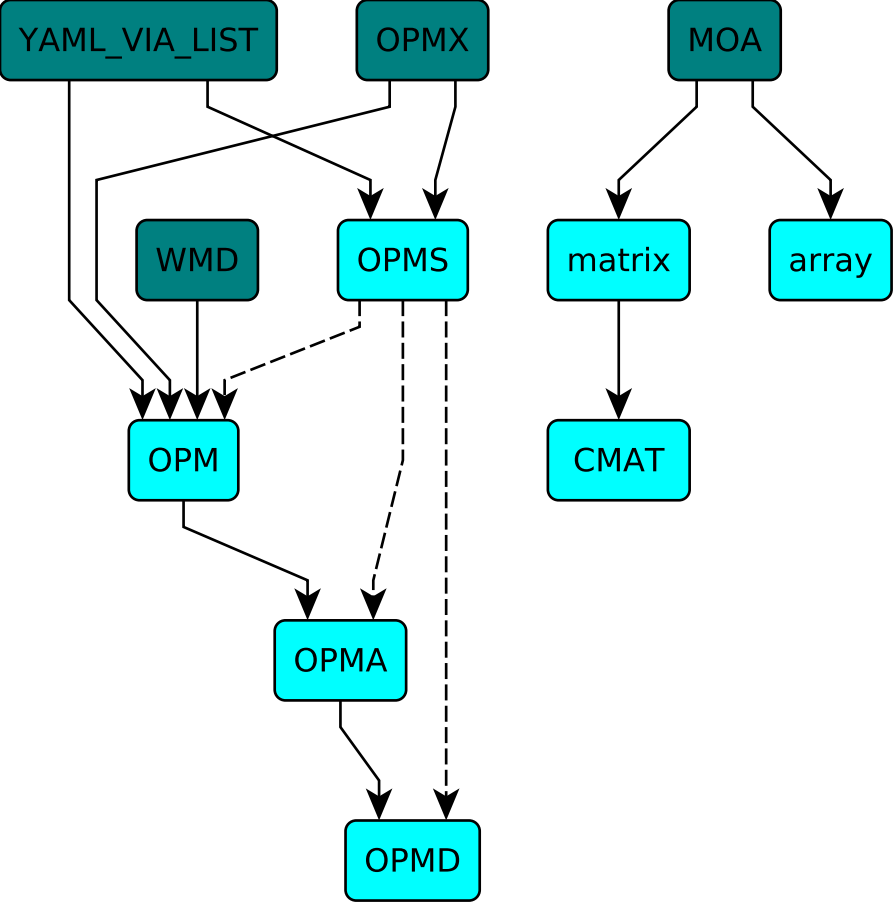 YAML_VIA_LIST
OPMX
MOA
WMD
OPMS
matrix
array
OPM
CMAT
OPMA
OPMD